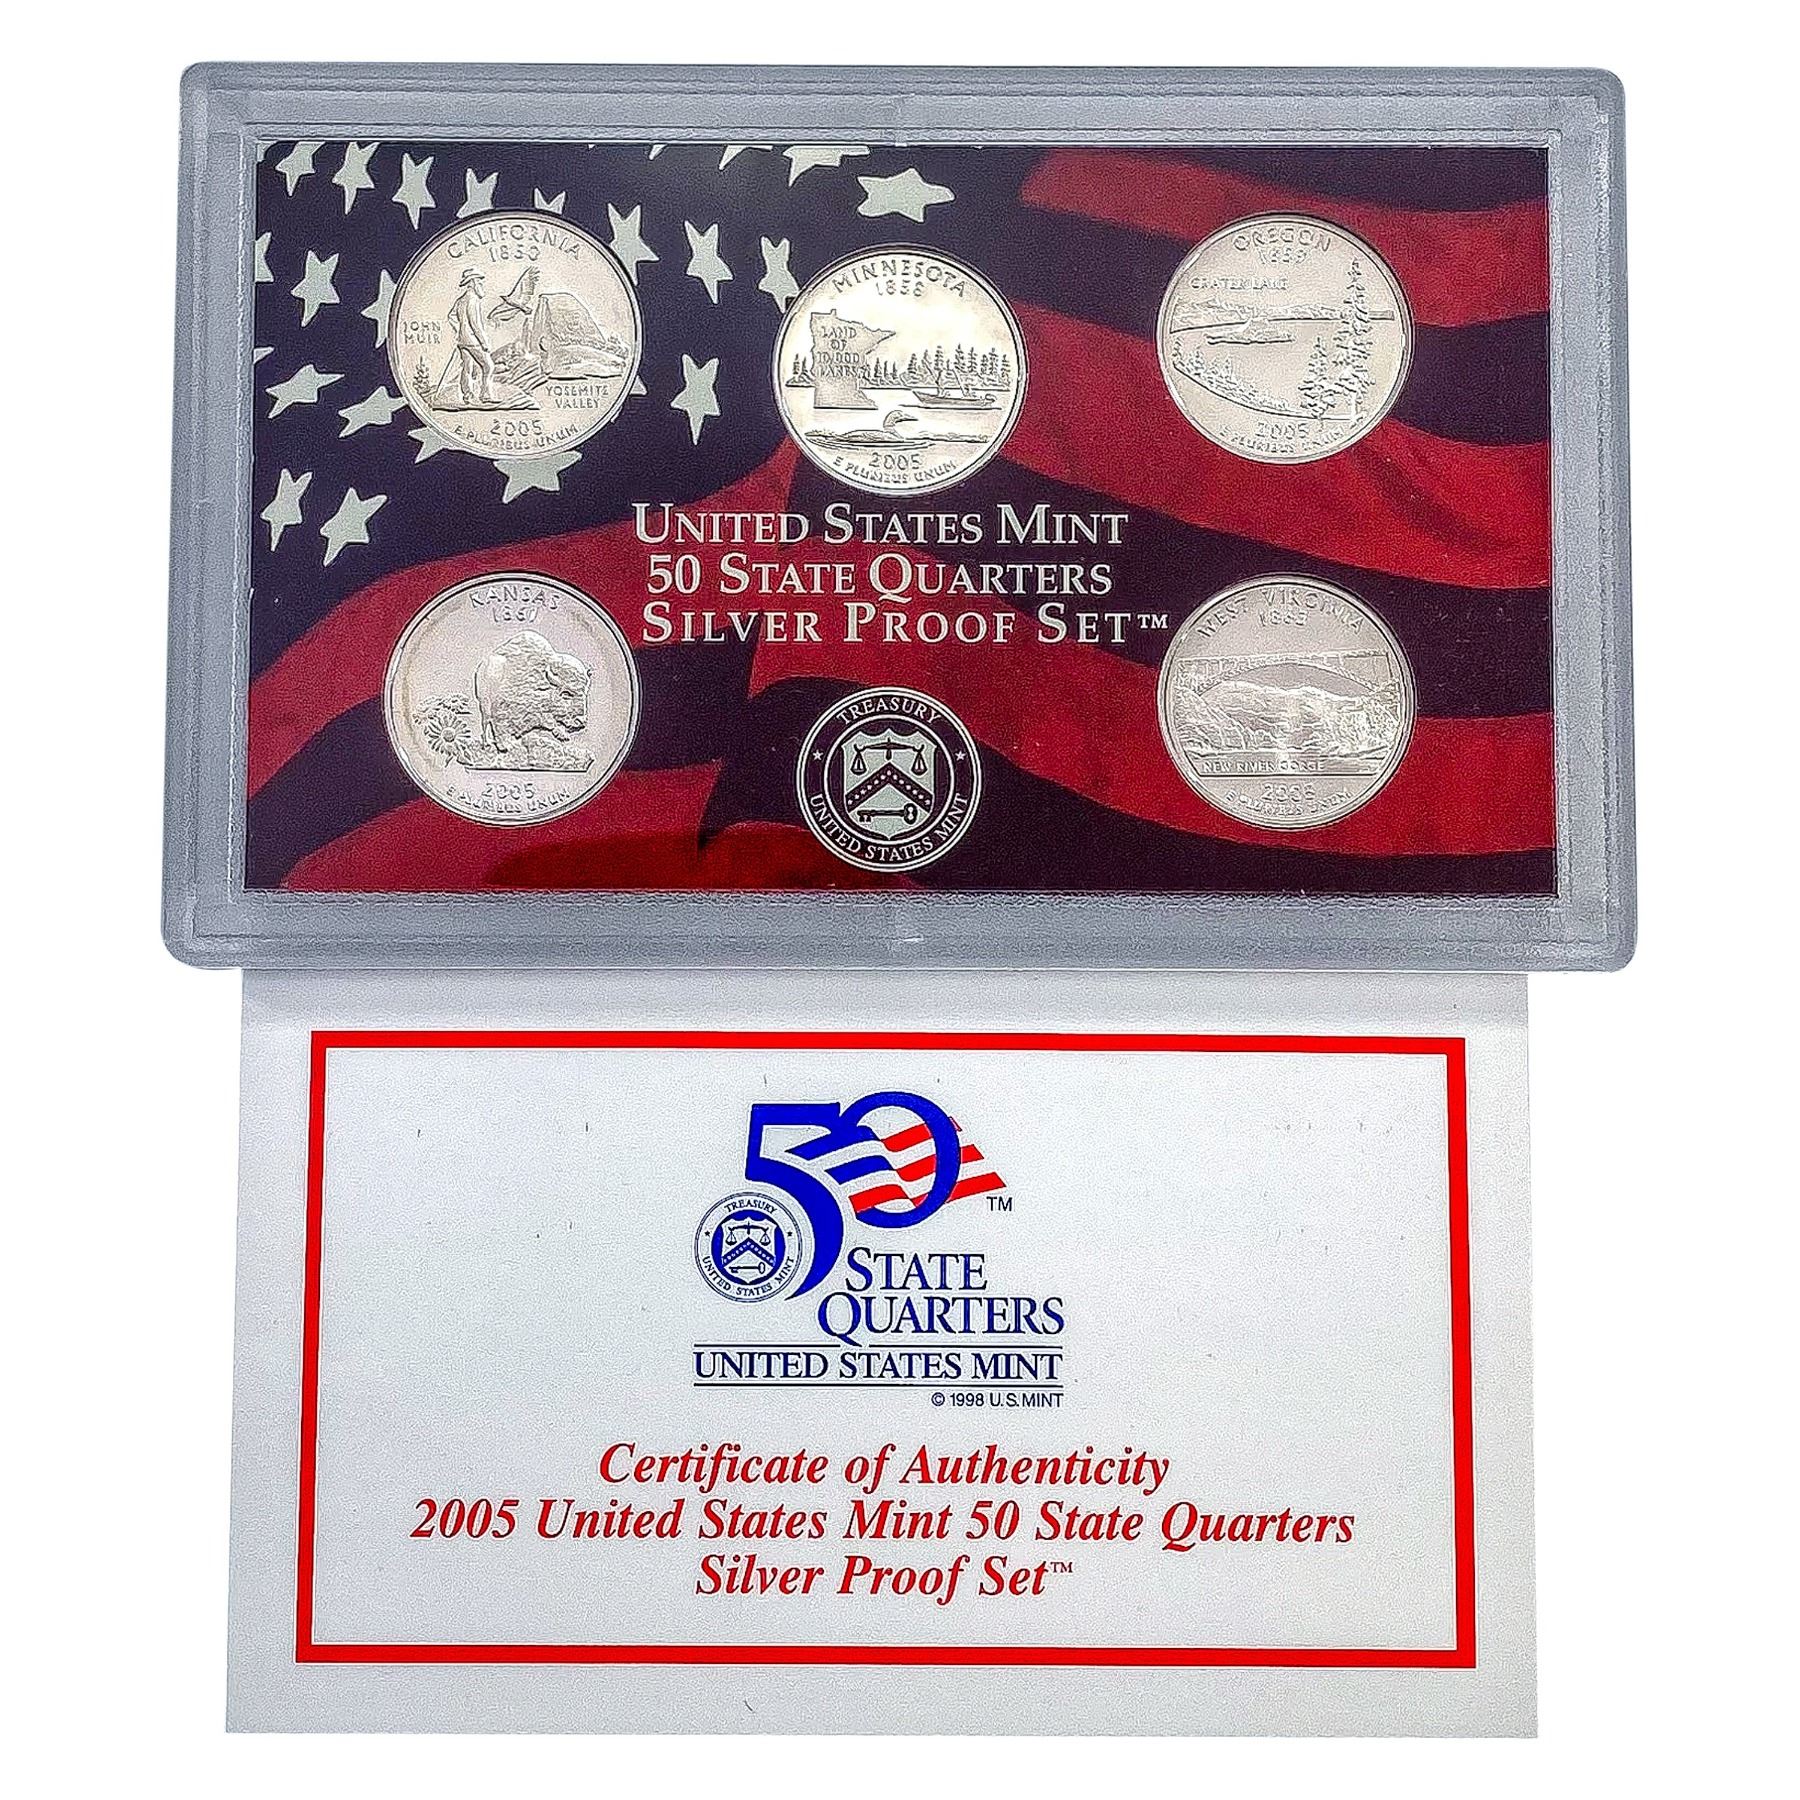 CALIFORNIA
1850
JOHN
MUIR
YOSEMITE
VALLEY
2005
E PLURIBUS UNUM
MINNESOTA
1858
LAND
OF
10,000
LAKES
2005
E PLURIBUS UNUM
OREGON
1859
CRATER LAKE
2005
E PLURIBUS UNUM
UNITED STATES MINT
50 STATE QUARTERS
SILVER PROOF SET™
KANSAS
1861
2005
E PLURIBUS UNUM
TREASURY
UNITED STATES MINT
WEST VIRGINIA
1863
NEW RIVER GORGE
2005
E PLURIBUS UNUM
50 TM
TREASURY
UNITED STATES MINT
STATE
QUARTERS
UNITED STATES MINT
© 1998 U.S. MINT
Certificate of Authenticity
2005 United States Mint 50 State Quarters
Silver Proof Set™